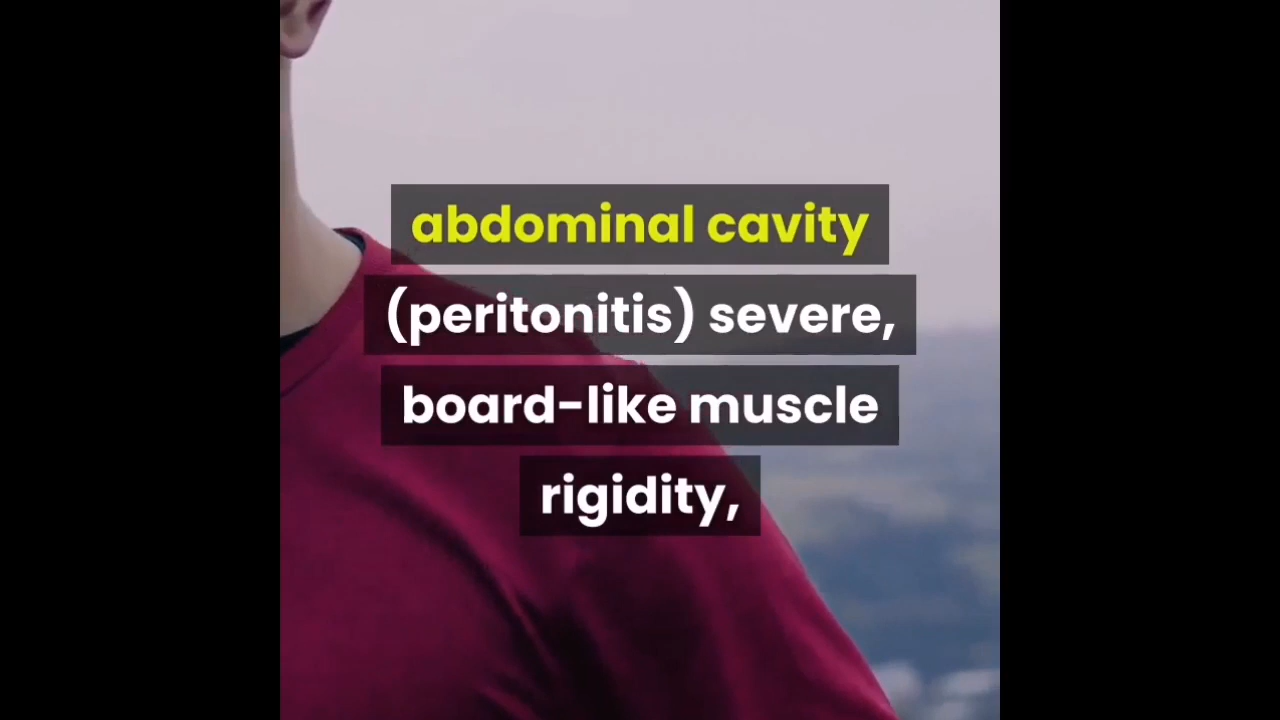 abdominal cavity
(peritonitis) severe,
board-like muscle
rigidity,